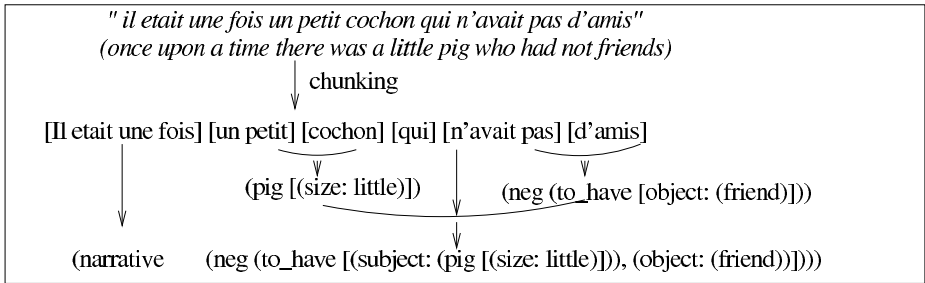 " il etait une fois un petit cochon qui n'avait pas d'amis"
(once upon a time there was a little pig who had not friends)
chunking
[Il etait une fois] [un petit] [cochon] [qui] [n'avait pas] [d'amis]
(pig [(size: little)])
(neg (to_have [object: (friend)]))
(narrative (neg (to_have [(subject: (pig [(size: little)])), (object: (friend))])))